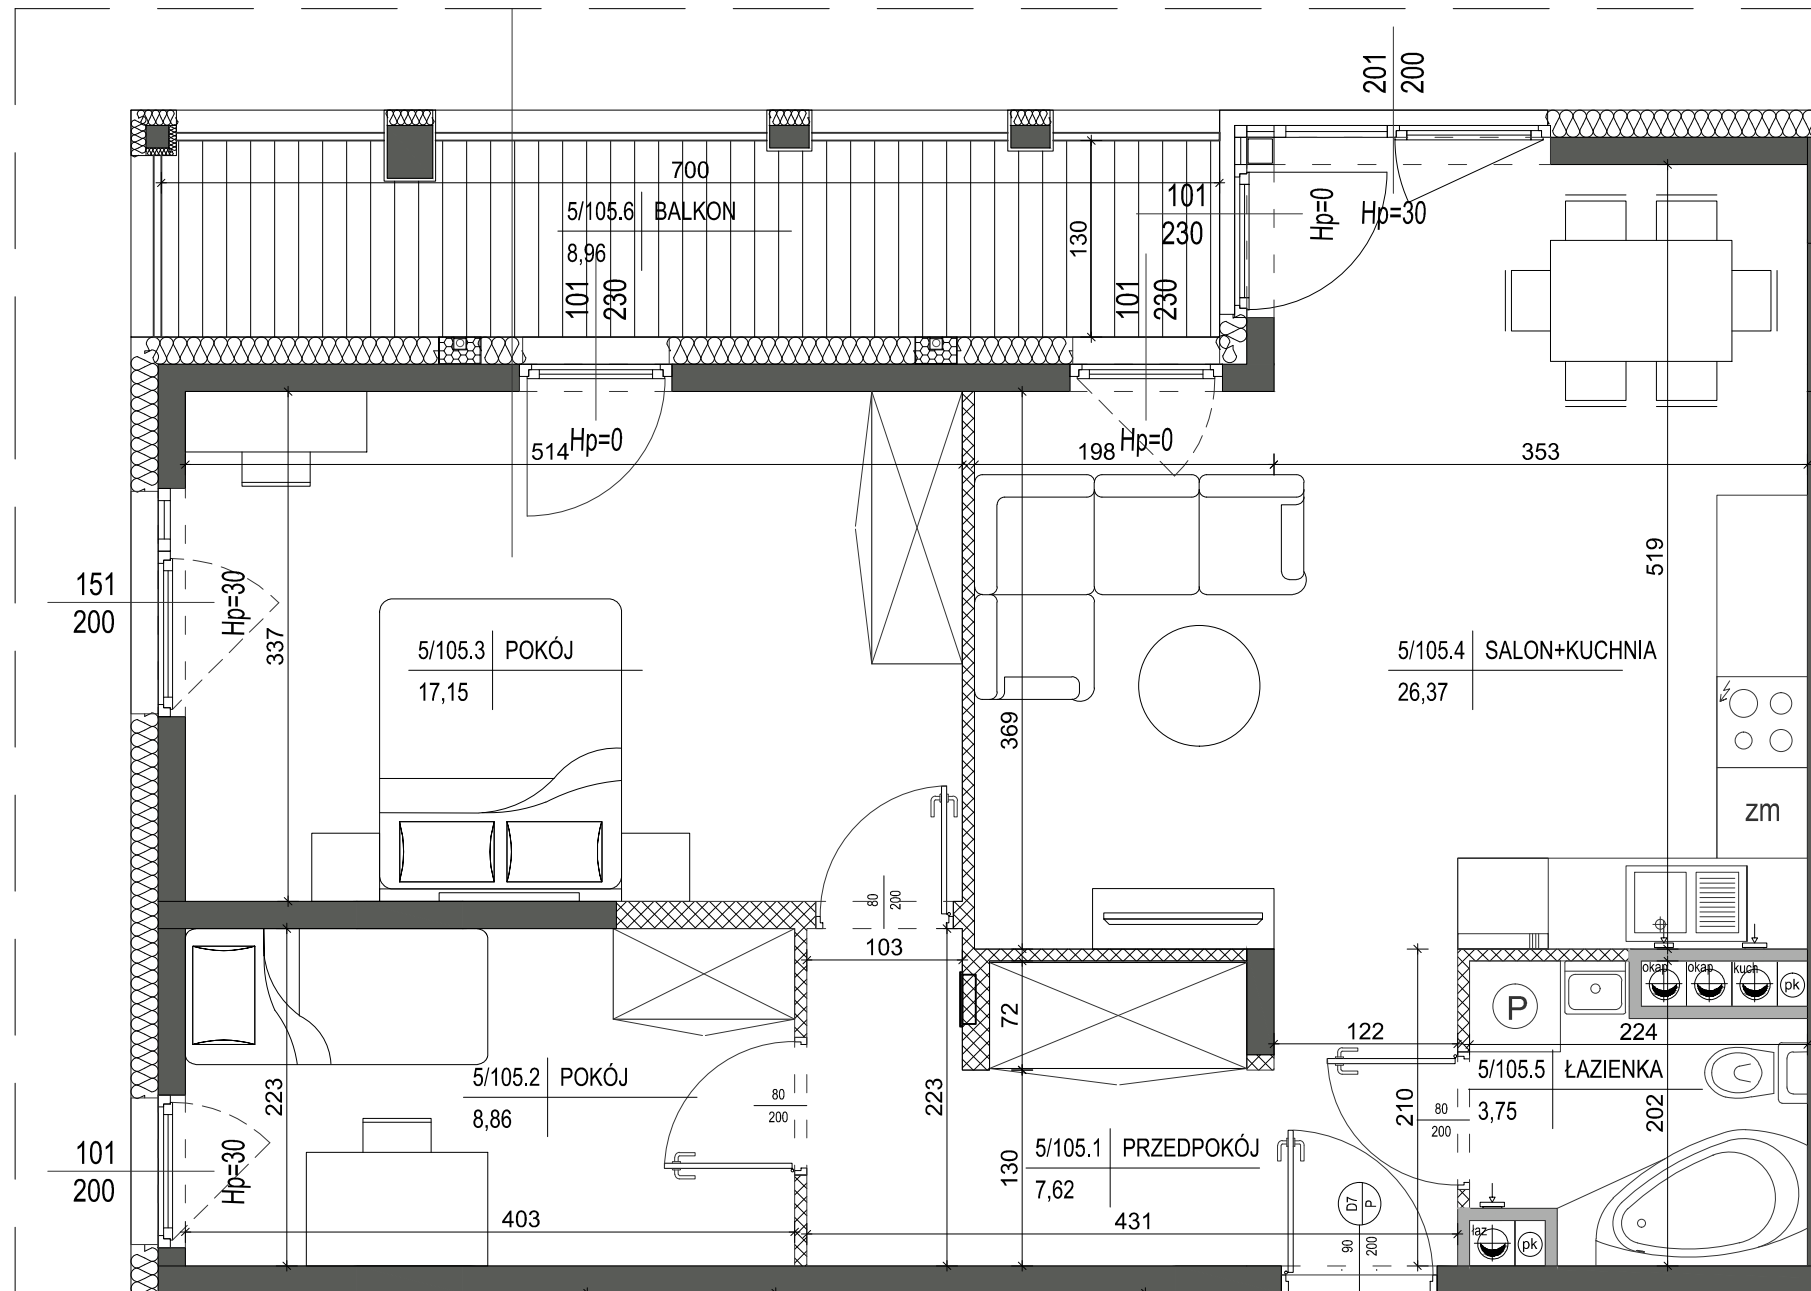 201
200
700
5/105.6 BALKON
8,96
130
101
230
Hp=0
Hp=30
101
230
101
230
Hp=0
Hp=0
514
198
353
151
200
Hp=30
337
519
5/105.3 POKÓJ
17,15
5/105.4 SALON+KUCHNIA
26,37
369
zm
80
200
103
okap
okap
kuch
pk
P
72
122
224
5/105.2 POKÓJ
8,86
5/105.5 ŁAZIENKA
3,75
223
80
200
223
210
80
200
202
101
200
Hp=30
5/105.1 PRZEDPOKÓJ
7,62
130
D7
P
403
431
90
200
łaz
pk